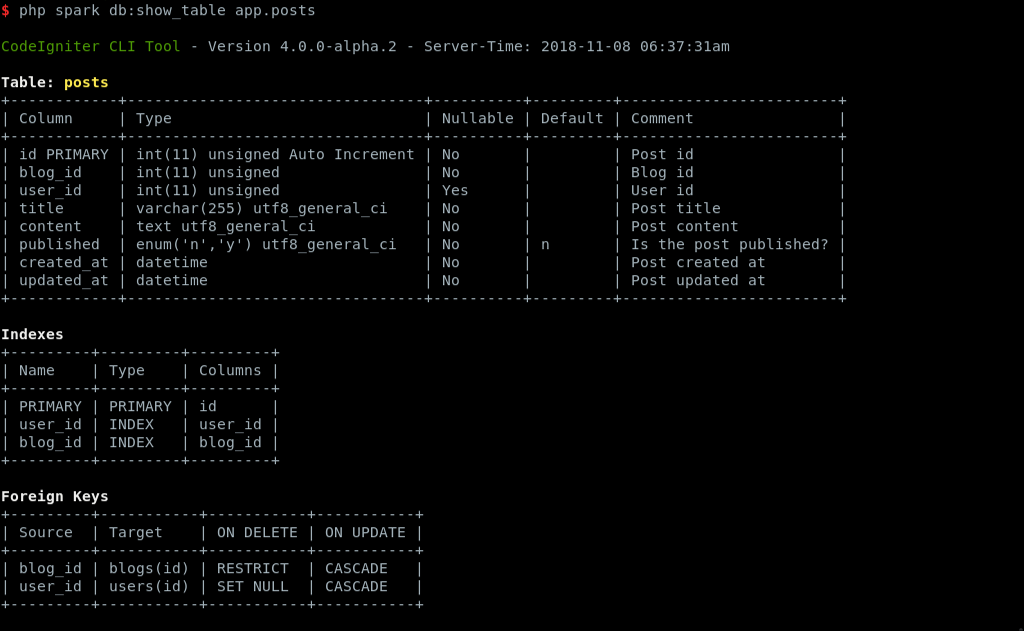 $ php spark db:show_table app.posts
CodeIgniter CLI Tool - Version 4.0.0-alpha.2 - Server-Time: 2018-11-08 06:37:31am
Table: posts
+------------+---------------------------------+----------+---------+------------------------+
| Column     | Type                            | Nullable | Default | Comment                |
+------------+---------------------------------+----------+---------+------------------------+
| id PRIMARY | int(11) unsigned Auto Increment | No       |         | Post id                |
| blog_id    | int(11) unsigned                | No       |         | Blog id                |
| user_id    | int(11) unsigned                | Yes      |         | User id                |
| title      | varchar(255) utf8_general_ci    | No       |         | Post title             |
| content    | text utf8_general_ci            | No       |         | Post content           |
| published  | enum('n','y') utf8_general_ci   | No       | n       | Is the post published? |
| created_at | datetime                        | No       |         | Post created at        |
| updated_at | datetime                        | No       |         | Post updated at        |
+------------+---------------------------------+----------+---------+------------------------+
Indexes
+---------+---------+---------+
| Name    | Type    | Columns |
+---------+---------+---------+
| PRIMARY | PRIMARY | id      |
| user_id | INDEX   | user_id |
| blog_id | INDEX   | blog_id |
+---------+---------+---------+
Foreign Keys
+---------+-----------+-----------+-----------+
| Source  | Target    | ON DELETE | ON UPDATE |
+---------+-----------+-----------+-----------+
| blog_id | blogs(id) | RESTRICT  | CASCADE   |
| user_id | users(id) | SET NULL  | CASCADE   |
+---------+-----------+-----------+-----------+